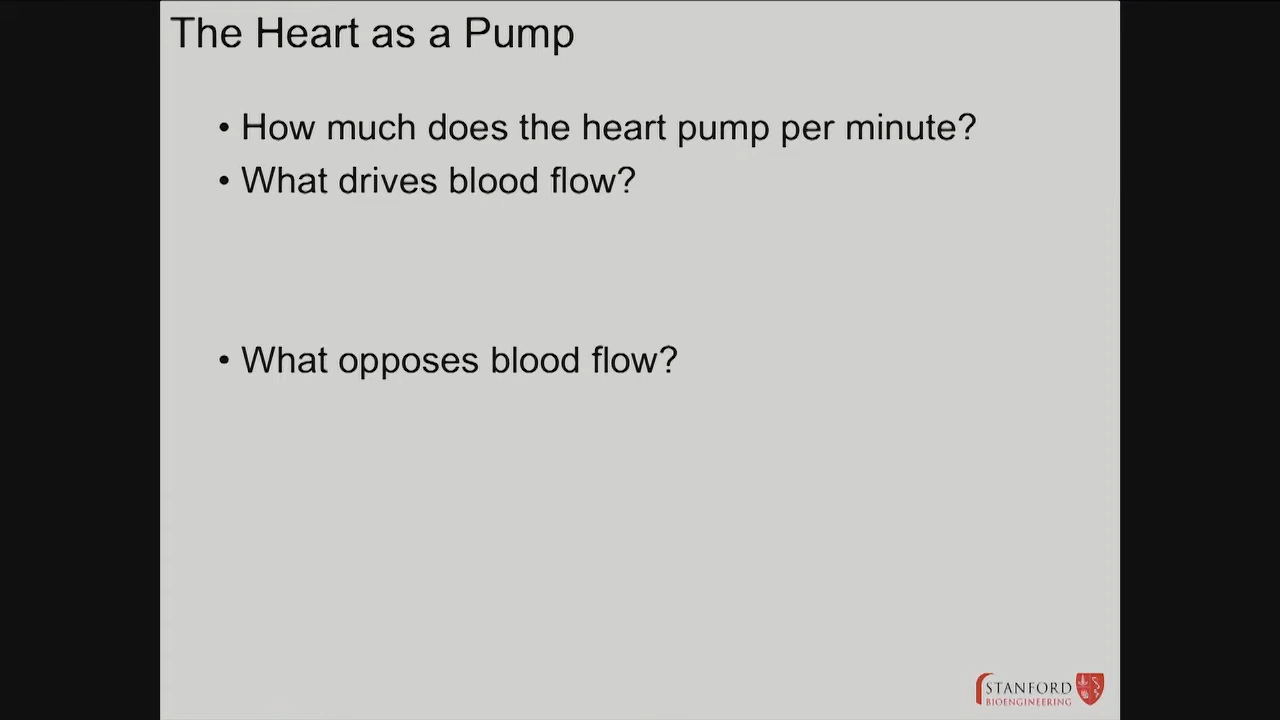 The Heart as a Pump
• How much does the heart pump per minute?
• What drives blood flow?
• What opposes blood flow?
STANFORD
BIOENGINEERING